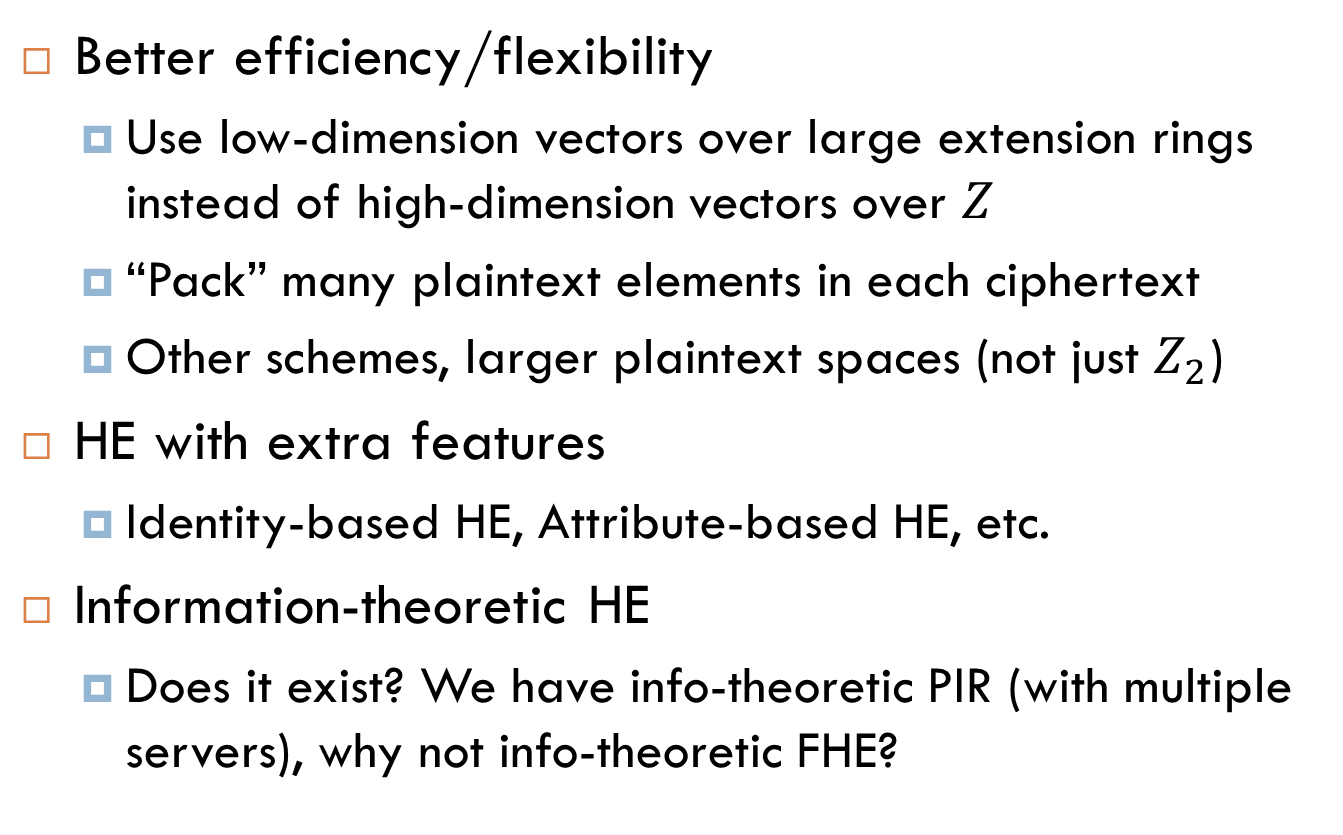 Better efficiency/flexibility
Use low-dimension vectors over large extension rings
instead of high-dimension vectors over Z
“Pack” many plaintext elements in each ciphertext
Other schemes, larger plaintext spaces (not just Z₂)
HE with extra features
Identity-based HE, Attribute-based HE, etc.
Information-theoretic HE
Does it exist? We have info-theoretic PIR (with multiple
servers), why not info-theoretic FHE?